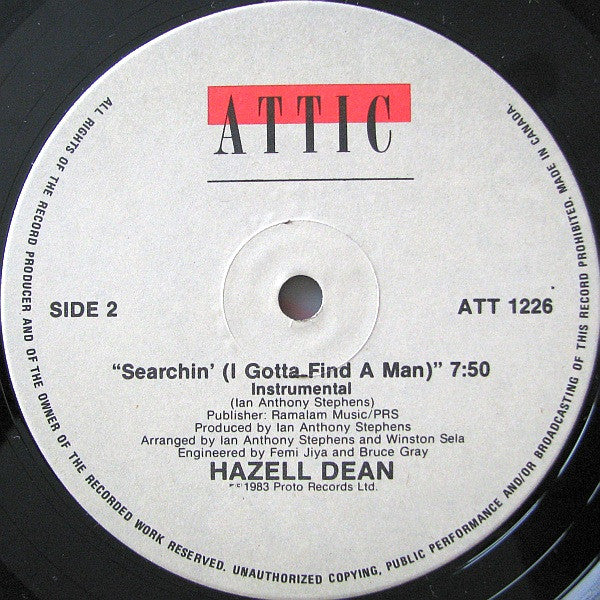 ATTIC
SIDE 2
ATT 1226
"Searchin' (I Gotta Find A Man)" 7:50
Instrumental
(Ian Anthony Stephens)
Publisher: Ramalam Music/PRS
Produced by Ian Anthony Stephens
Arranged by Ian Anthony Stephens and Winston Sela
Engineered by Femi Jiya and Bruce Gray
HAZELL DEAN
℗©1983 Proto Records Ltd.
ALL RIGHTS OF THE RECORD PRODUCER AND OF THE OWNER OF THE RECORDED WORK RESERVED. UNAUTHORIZED COPYING, PUBLIC PERFORMANCE AND/OR BROADCASTING OF THIS RECORD PROHIBITED. MADE IN CANADA.